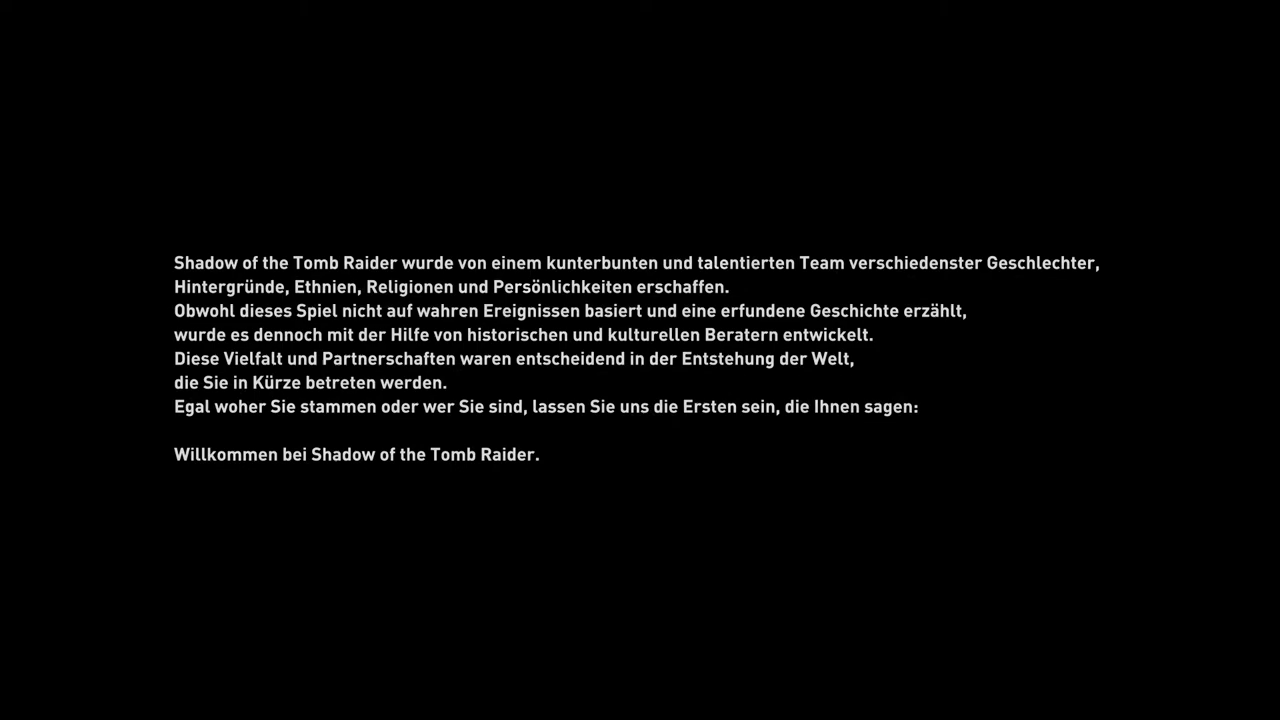 Shadow of the Tomb Raider wurde von einem kunterbunten und talentierten Team verschiedenster Geschlechter,
Hintergründe, Ethnien, Religionen und Persönlichkeiten erschaffen.
Obwohl dieses Spiel nicht auf wahren Ereignissen basiert und eine erfundene Geschichte erzählt,
wurde es dennoch mit der Hilfe von historischen und kulturellen Beratern entwickelt.
Diese Vielfalt und Partnerschaften waren entscheidend in der Entstehung der Welt,
die Sie in Kürze betreten werden.
Egal woher Sie stammen oder wer Sie sind, lassen Sie uns die Ersten sein, die Ihnen sagen:
Willkommen bei Shadow of the Tomb Raider.